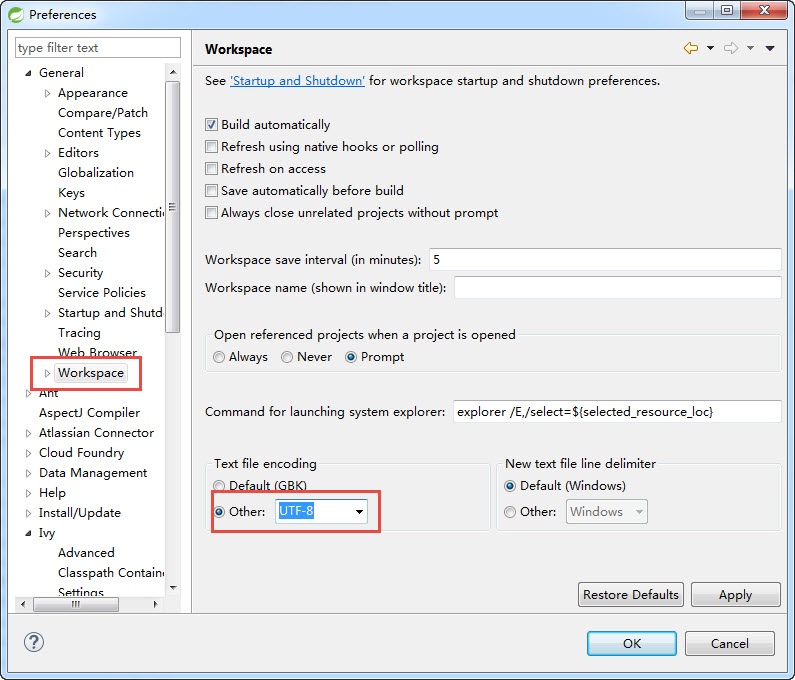 Preferences
type filter text
General
Appearance
Compare/Patch
Content Types
Editors
Globalization
Keys
Network Connecti
Perspectives
Search
Security
Service Policies
Startup and Shutd
Tracing
Web Browser
Workspace
Ant
AspectJ Compiler
Atlassian Connector
Cloud Foundry
Data Management
Help
Install/Update
Ivy
Advanced
Classpath Contain
Settings
Workspace
See 'Startup and Shutdown' for workspace startup and shutdown preferences.
Build automatically
Refresh using native hooks or polling
Refresh on access
Save automatically before build
Always close unrelated projects without prompt
Workspace save interval (in minutes): 5
Workspace name (shown in window title):
Open referenced projects when a project is opened
Always Never Prompt
Command for launching system explorer: explorer /E,/select=${selected_resource_loc}
Text file encoding
Default (GBK)
Other: UTF-8
New text file line delimiter
Default (Windows)
Other: Windows
Restore Defaults Apply
? OK Cancel